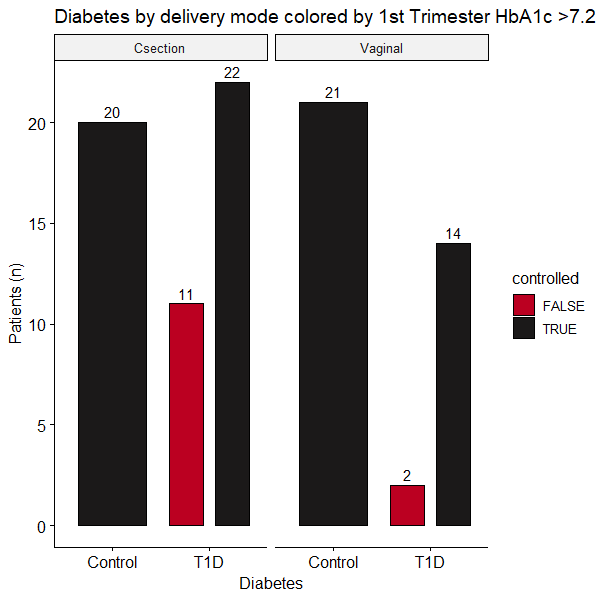 Diabetes by delivery mode colored by 1st Trimester HbA1c >7.2
Csection
Vaginal
20
11
22
21
2
14
Patients (n)
20
15
10
5
0
Control
T1D
Control
T1D
Diabetes
controlled
FALSE
TRUE